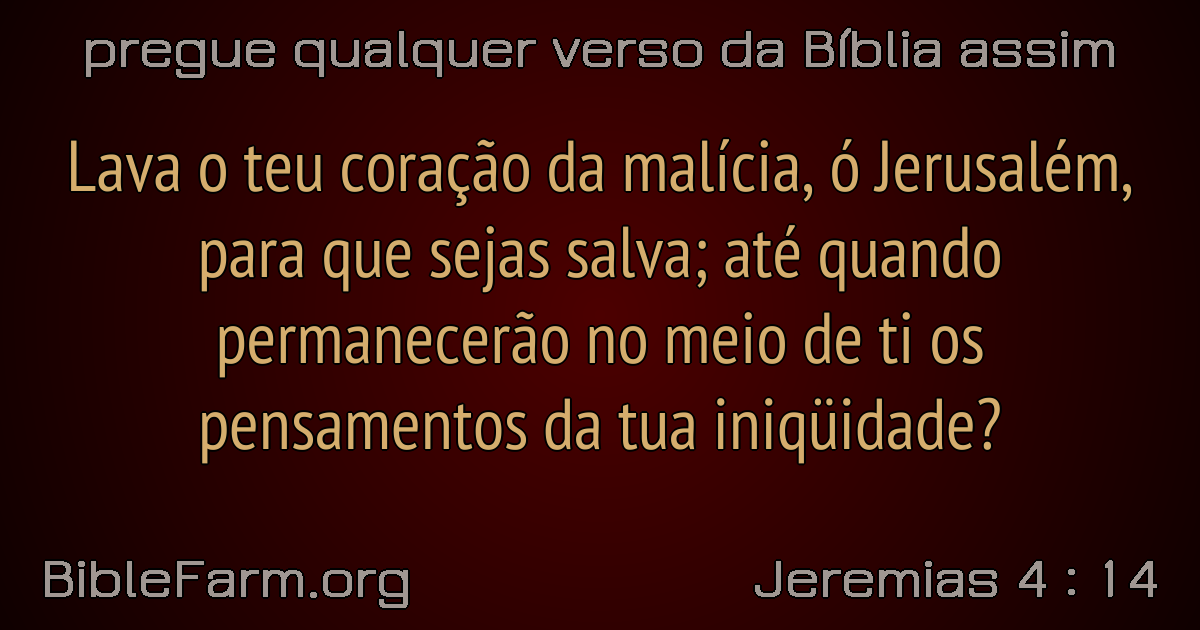 pregue qualquer verso da Bíblia assim
Lava o teu coração da malícia, ó Jerusalém,
para que sejas salva; até quando
permanecerão no meio de ti os
pensamentos da tua iniqüidade?
BibleFarm.org
Jeremias 4 : 14